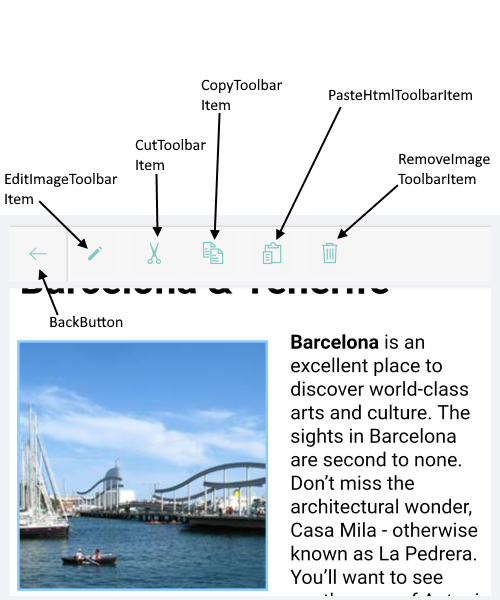 CopyToolbar
Item
PasteHtmlToolbarItem
CutToolbar
Item
RemoveImage
ToolbarItem
EditImageToolbar
Item
Barcelona & Tenerife
BackButton
Barcelona is an
excellent place to
discover world-class
arts and culture. The
sights in Barcelona
are second to none.
Don’t miss the
architectural wonder,
Casa Mila - otherwise
known as La Pedrera.
You’ll want to see